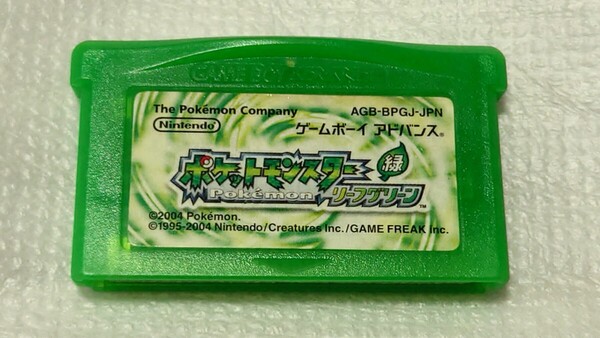 GAME BOY ADVANCE
The Pokémon Company AGB-BPGJ-JPN
Nintendo ゲームボーイ アドバンス®
ポケットモンスター 緑
Pokémon リーフグリーン™
©2004 Pokémon.
©1995-2004 Nintendo/Creatures inc./GAME FREAK inc.